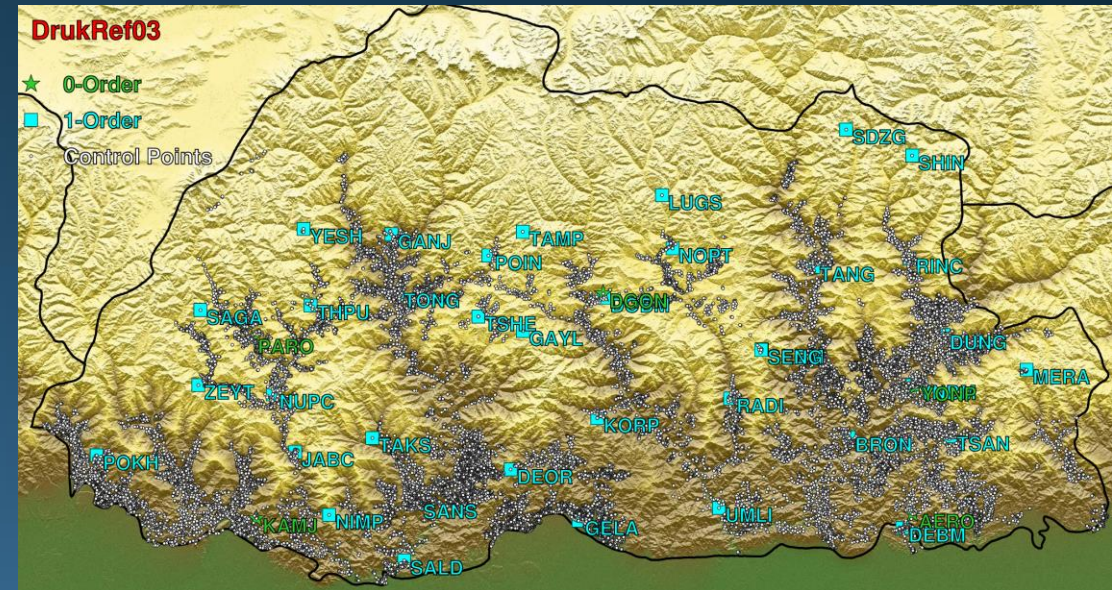 DrukRef03
0-Order
1-Order
Control Points
SDZG
SHIN
LUGS
YESH
GANJ
TAMP
POIN
NOPT
TANG
RINC
SAGA
THPU
TONG
TSHE
GAYL
PARO
SENG
DUNG
MERA
ZEYT
NUPC
RADI
KORP
BRON
TSAN
TAKS
JABC
POKH
DEOR
SANS
NIMP
KAMJ
GELA
UMLI
AERO
DEBM
SALD